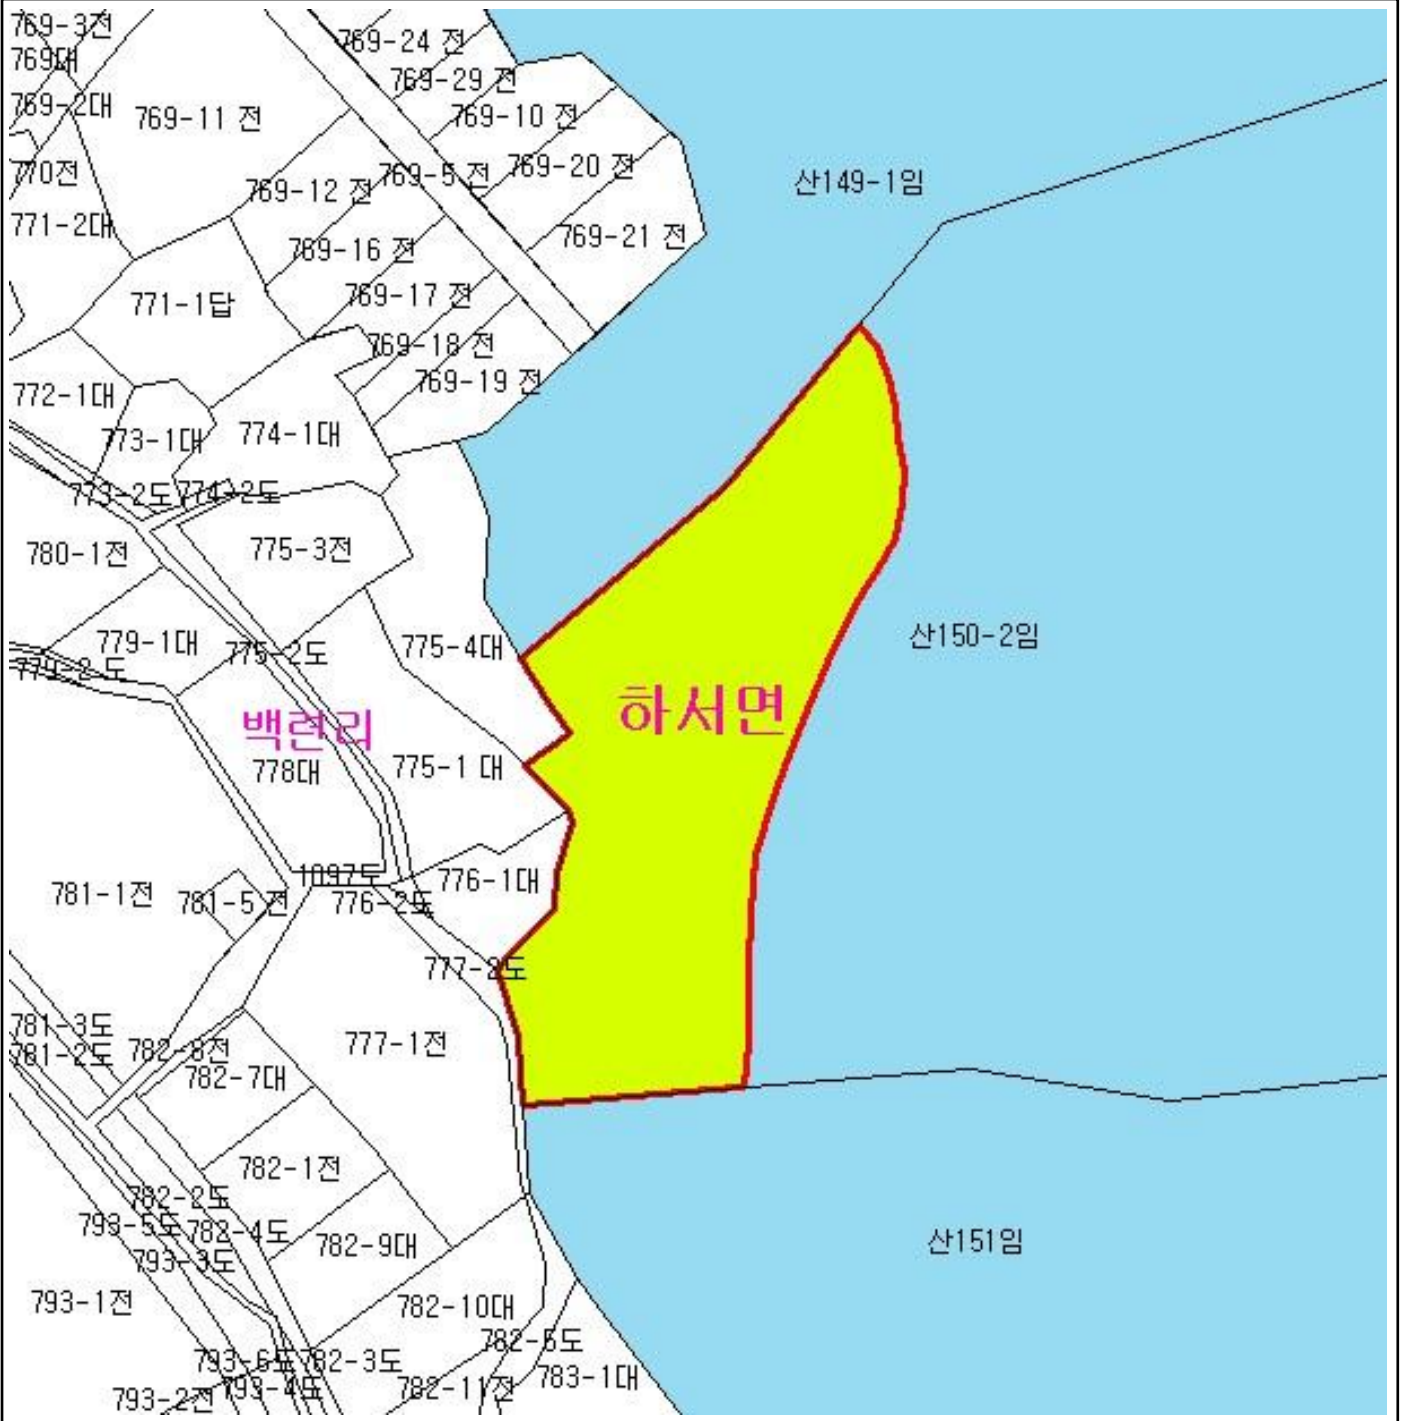 769-3전
769대
769-24 전
769-29 전
769-2대
769-11 전
769-10 전
770전
769-12 전
769-5 전
769-20 전
산149-1임
771-2대
769-16 전
769-21 전
771-1답
769-17 전
769-18 전
772-1대
769-19 전
773-1대
774-1대
773-2도
774-2도
780-1전
775-3전
779-1대
775-2도
775-4대
산150-2임
779-2 도
백련리
하서면
778대
775-1 대
1097도
776-1대
781-1전
781-5 전
776-2도
777-2도
781-3도
781-2도
782-8전
777-1전
782-7대
782-1전
782-2도
793-5도
782-4도
793-3도
782-9대
산151임
793-1전
782-10대
782-5도
793-6도
782-3도
783-1대
793-2전
793-4도
782-11전